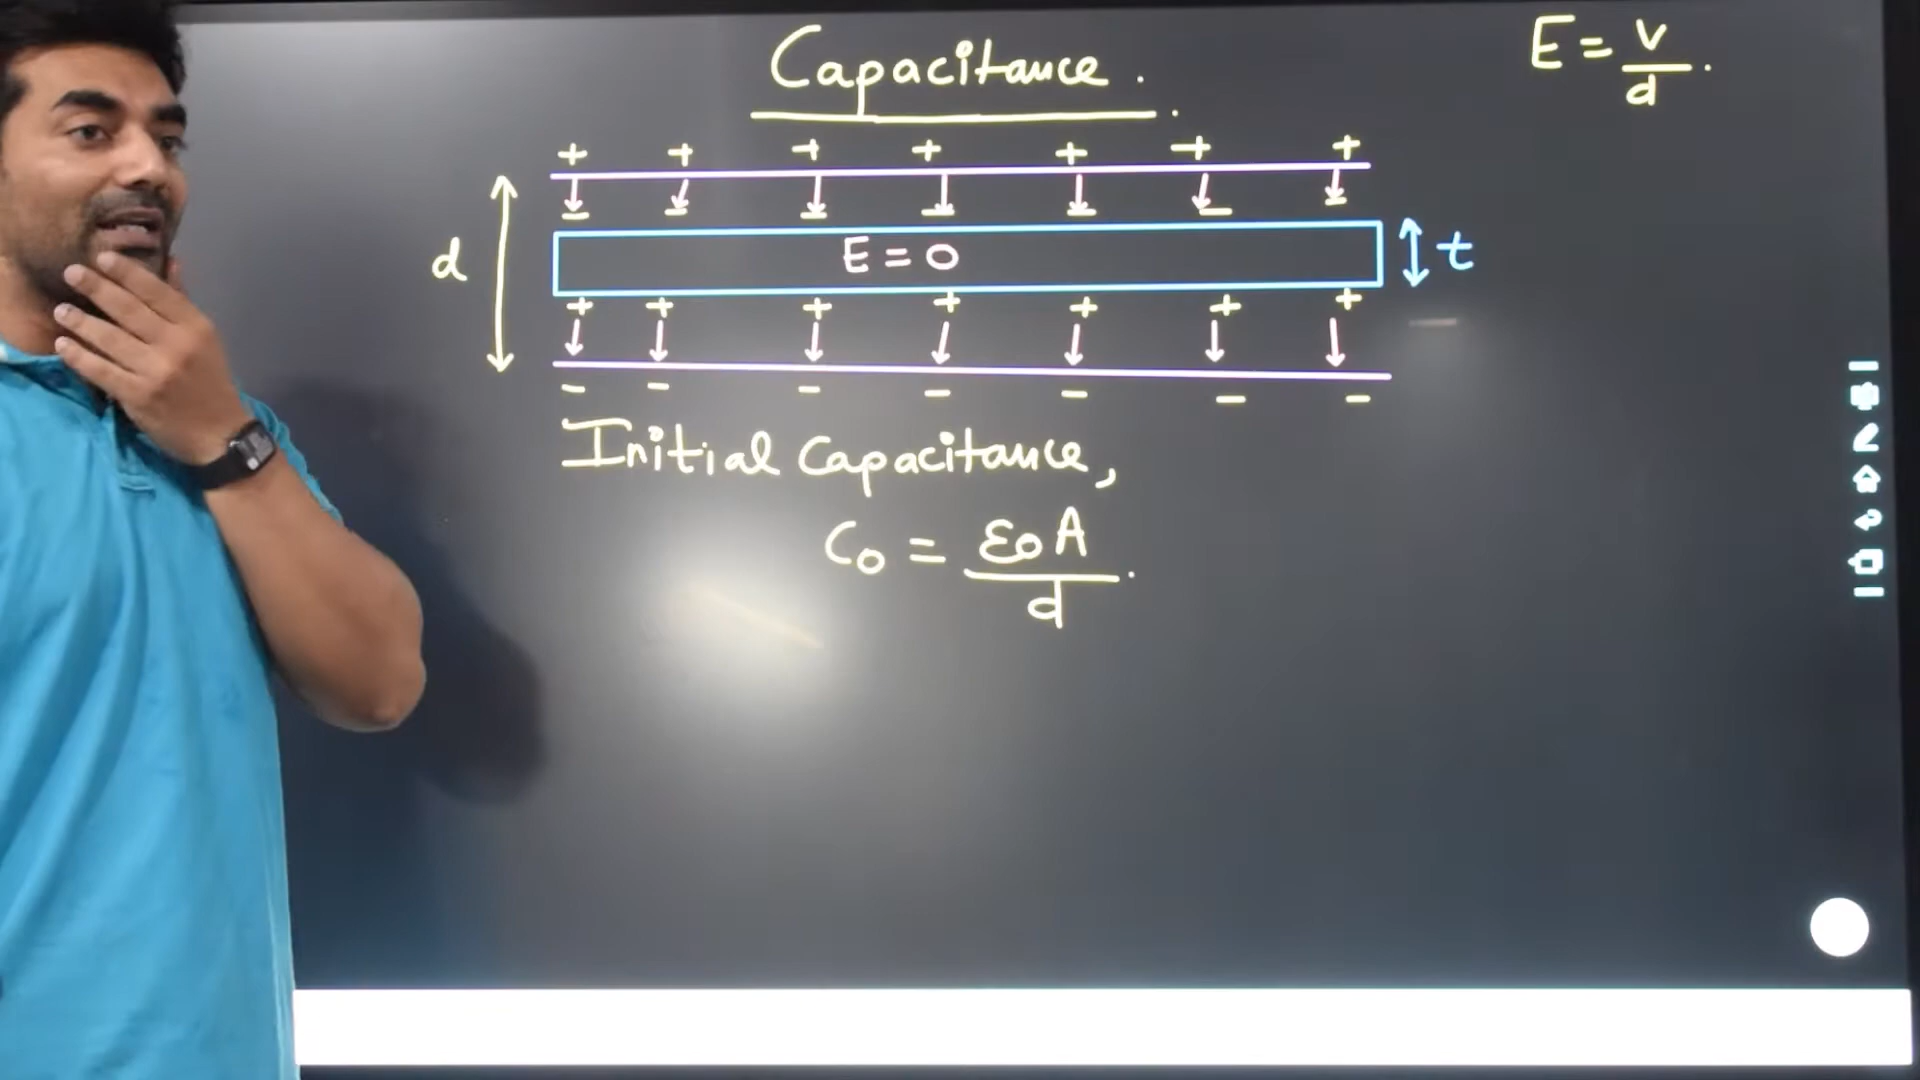 Capacitance.
E = v/d.
+ + + + + + +
- - - - - - -
d
E = 0
t
+ + + + + + +
- - - - - - -
Initial Capacitance,
C₀ = ε₀A/d.